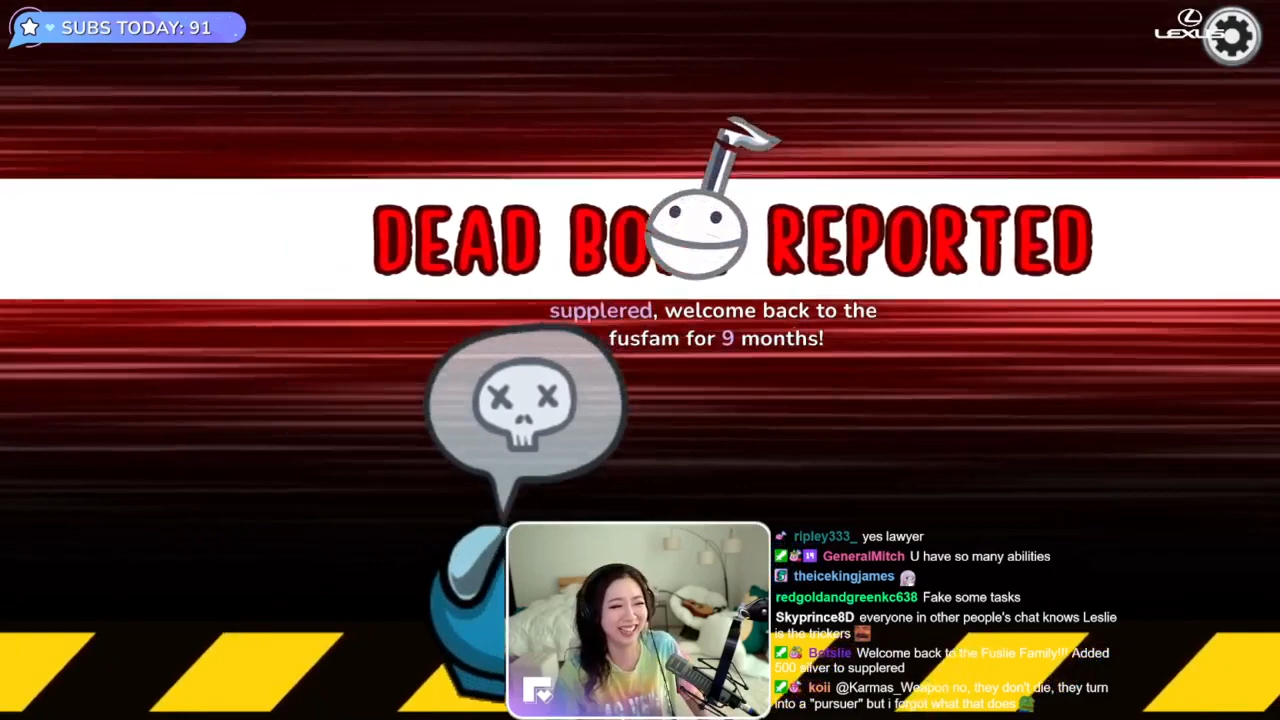 SUBS TODAY: 91
LEXUS
DEAD BO REPORTED
supplered, welcome back to the
fusfam for 9 months!
ripley333_ yes lawyer
GeneralMitch U have so many abilities
theicekingjames
redgoldandgreenkc638 Fake some tasks
Skyprince8D everyone in other people's chat knows Leslie
is the trickers
Botslie Welcome back to the Fuslie Family!!! Added
500 silver to supplered
koii @Karmas_Weapon no, they don't die, they turn
into a "pursuer" but i forgot what that does